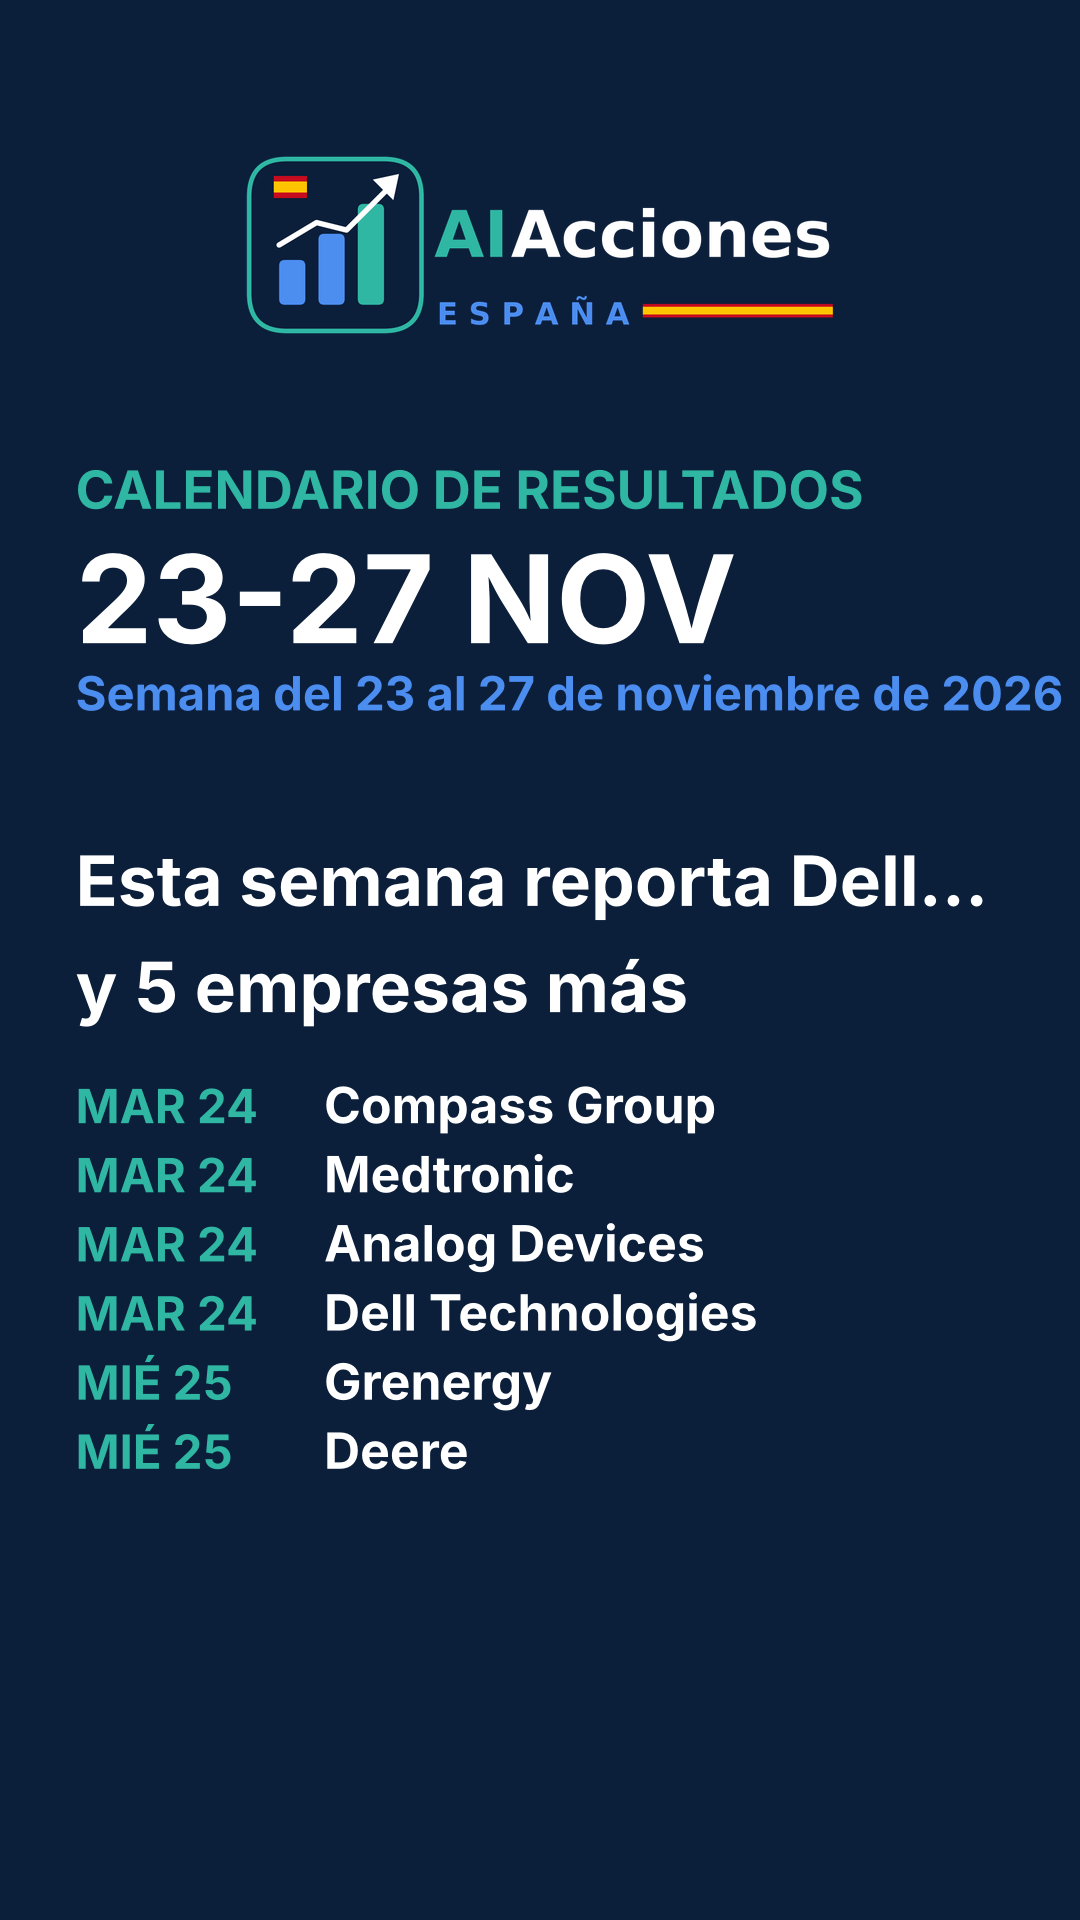 AIAcciones
ESPAÑA
CALENDARIO DE RESULTADOS
23-27 NOV
Semana del 23 al 27 de noviembre de 2026
Esta semana reporta Dell...
y 5 empresas más
MAR 24 Compass Group
MAR 24 Medtronic
MAR 24 Analog Devices
MAR 24 Dell Technologies
MIÉ 25 Grenergy
MIÉ 25 Deere